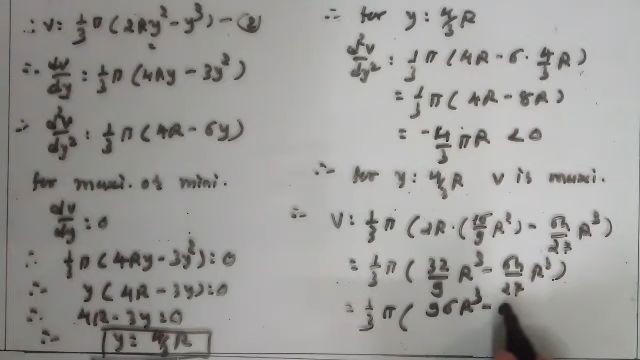 ∴ V: 1/3 π (2Ry² - y³) - ②
∴ dv/dy : 1/3 π (4Ry - 3y²)
∴ d²v/dy² : 1/3 π (4R - 6y)
for maxi. or mini.
dv/dy = 0
∴ 1/3 π (4Ry - 3y²) = 0
∴ y (4R - 3y) = 0
∴ 4R - 3y = 0
∴ y = 4/3 R
∴ for y : 4/3 R
d²v/dy² : 1/3 π (4R - 6 · 4/3 R)
= 1/3 π (4R - 8R)
= -4/3 πR < 0
∴ for y : 4/3 R V is maxi.
∴ V: 1/3 π (2R · (16/9 R²) - 64/27 R³)
= 1/3 π (32/9 R³ - 64/27 R³)
= 1/3 π ( 96R³ -